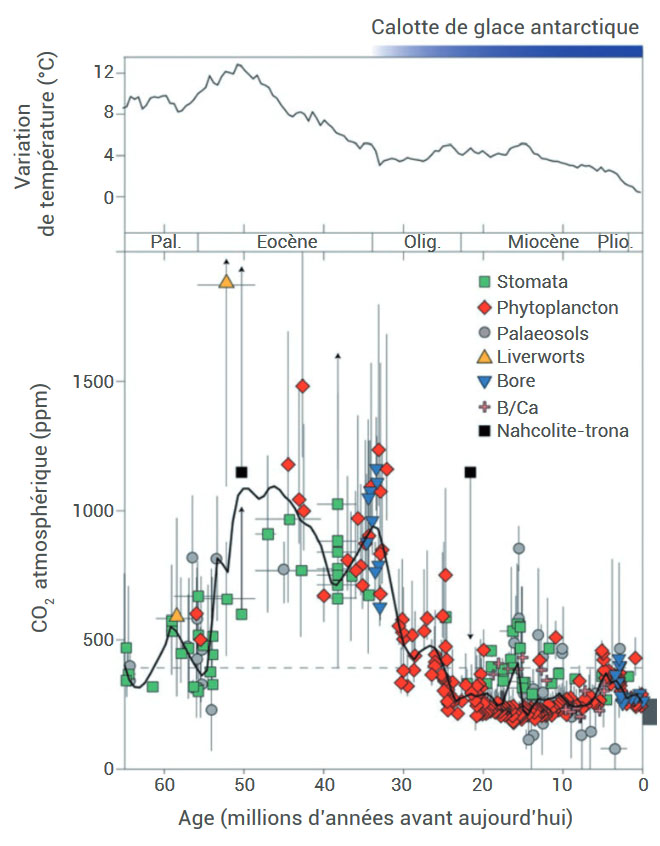 Calotte de glace antarctique
Variation
de température (°C)
12
8
4
0
Pal. Eocène Olig. Miocène Plio.
CO2 atmosphérique (ppm)
1500
1000
500
0
Stomata
Phytoplancton
Palaeosols
Liverworts
Bore
B/Ca
Nahcolite-trona
60 50 40 30 20 10 0
Age (millions d'années avant aujourd'hui)